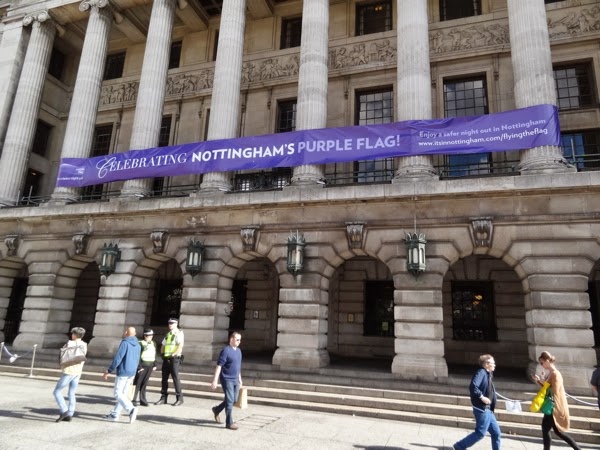 CELEBRATING NOTTINGHAM'S PURPLE FLAG!
Enjoy a safer night out in Nottingham
www.itsinnottingham.com/flyingtheflag